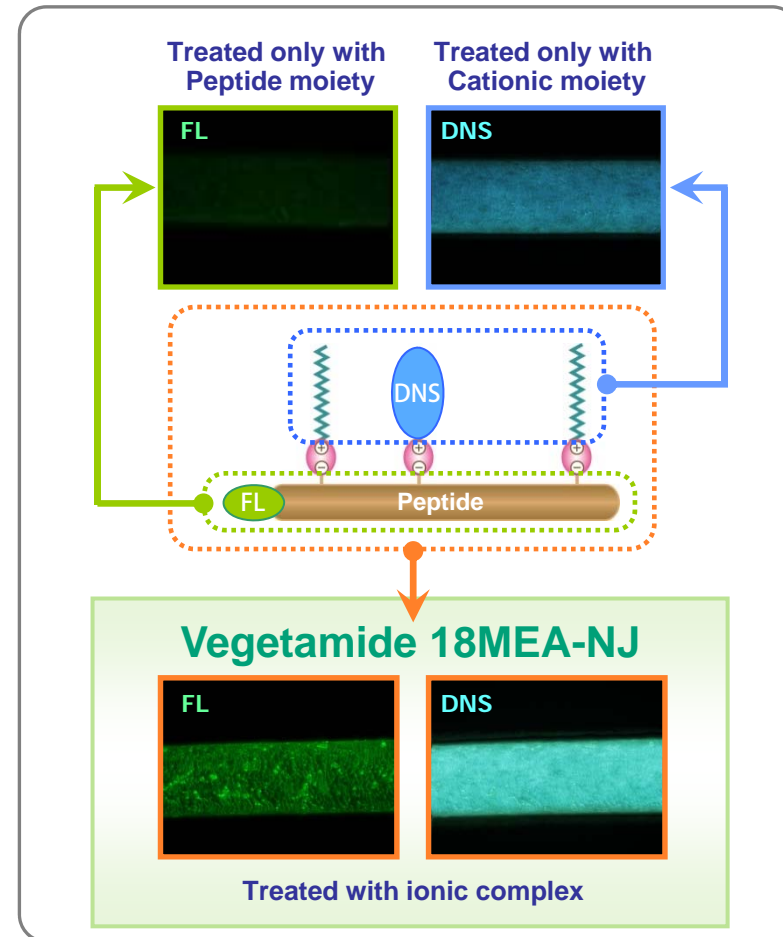 Treated only with
Peptide moiety
Treated only with
Cationic moiety
FL
DNS
DNS
+
+
+
−
−
−
FL
Peptide
Vegetamide 18MEA-NJ
FL
DNS
Treated with ionic complex